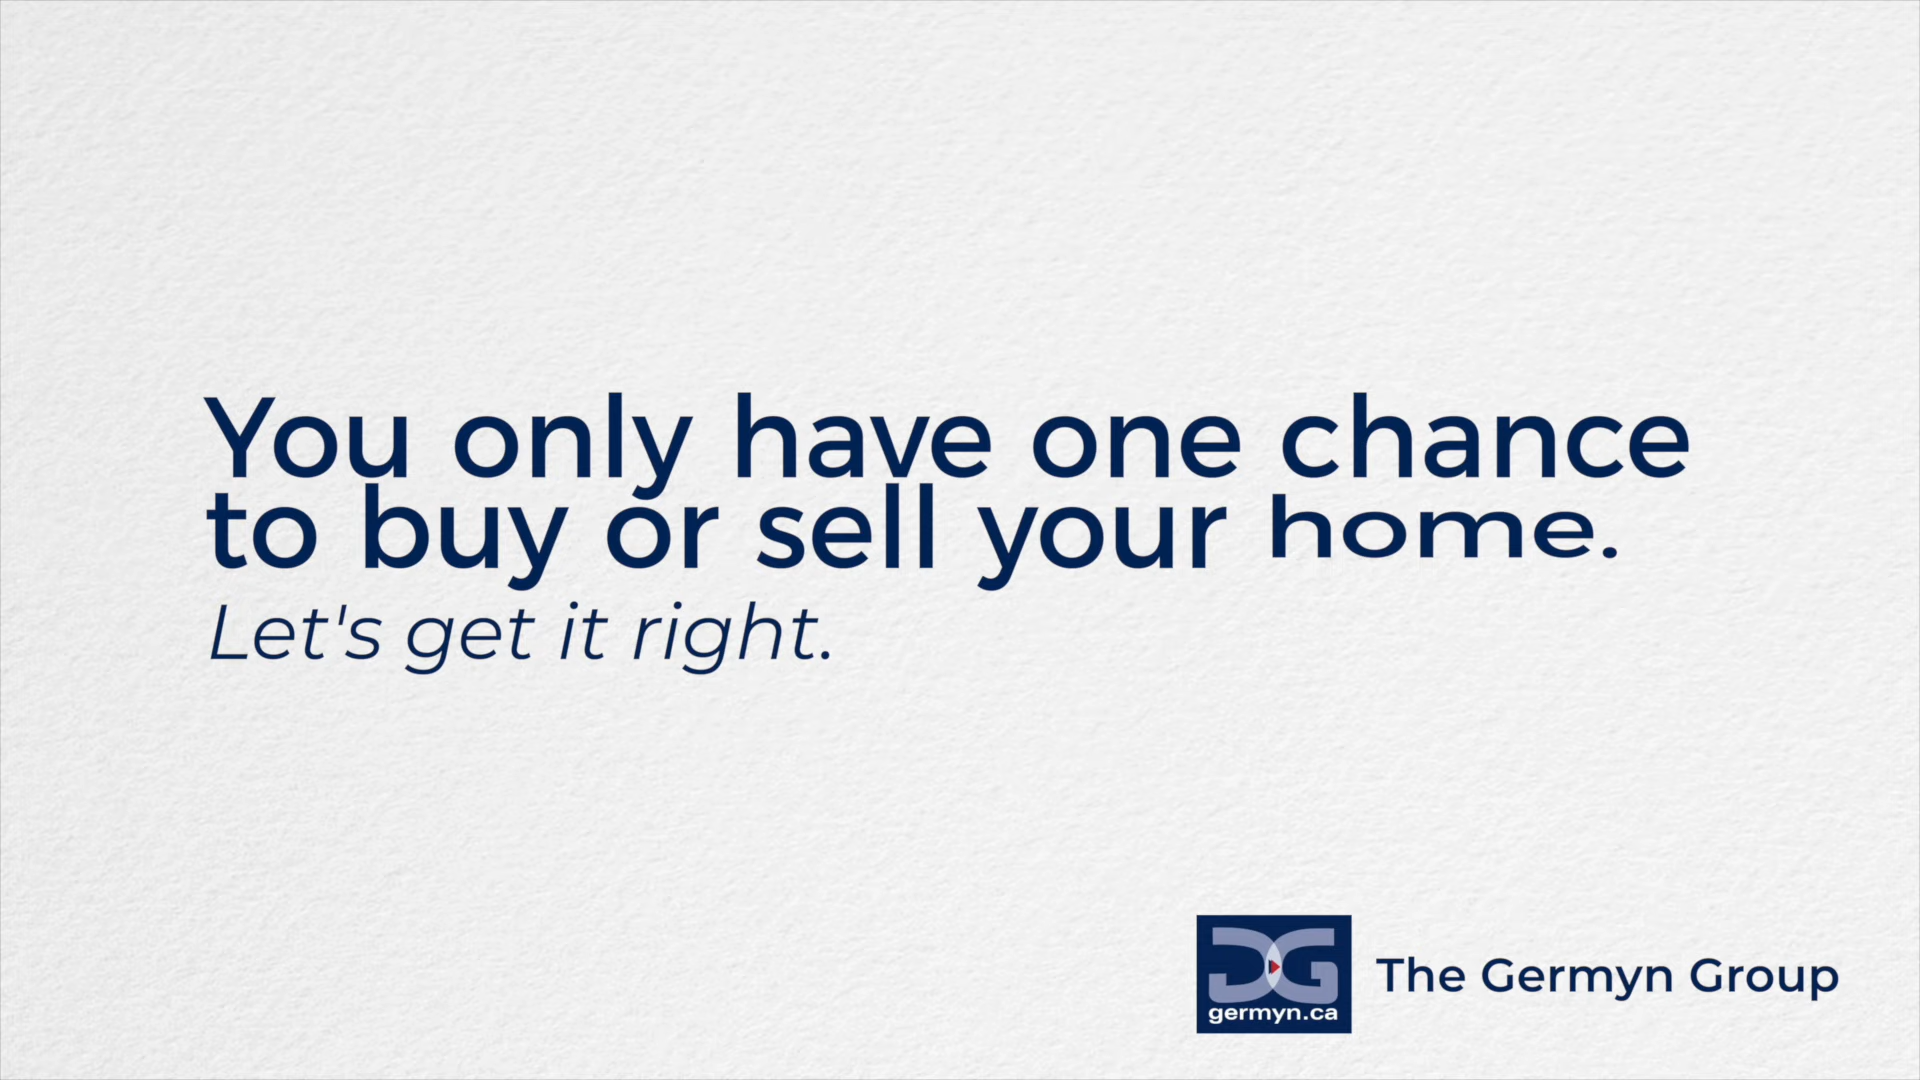 You only have one chance
to buy or sell your home.
Let's get it right.
germyn.ca
The Germyn Group